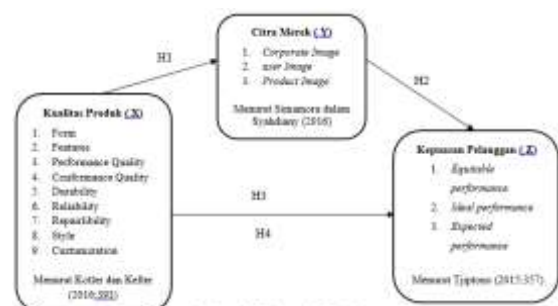 Citra Merek (Y)
1. Corporate Image
2. user Image
3. Product Image
Menurut Simamora dalam
Syahdiany (2016)
H1
H2
Kualitas Produk (X)
1. Form
2. Features
3. Performance Quality
4. Conformance Quality
5. Durability
6. Reliability
7. Repairibility
8. Style
9. Customization
Menurut Kotler dan Keller
(2016:393)
H3
H4
Kepuasan Pelanggan (Z)
1. Equitable
performance
2. Ideal performance
3. Expected
performance
Menurut Tjiptono (2015:357)